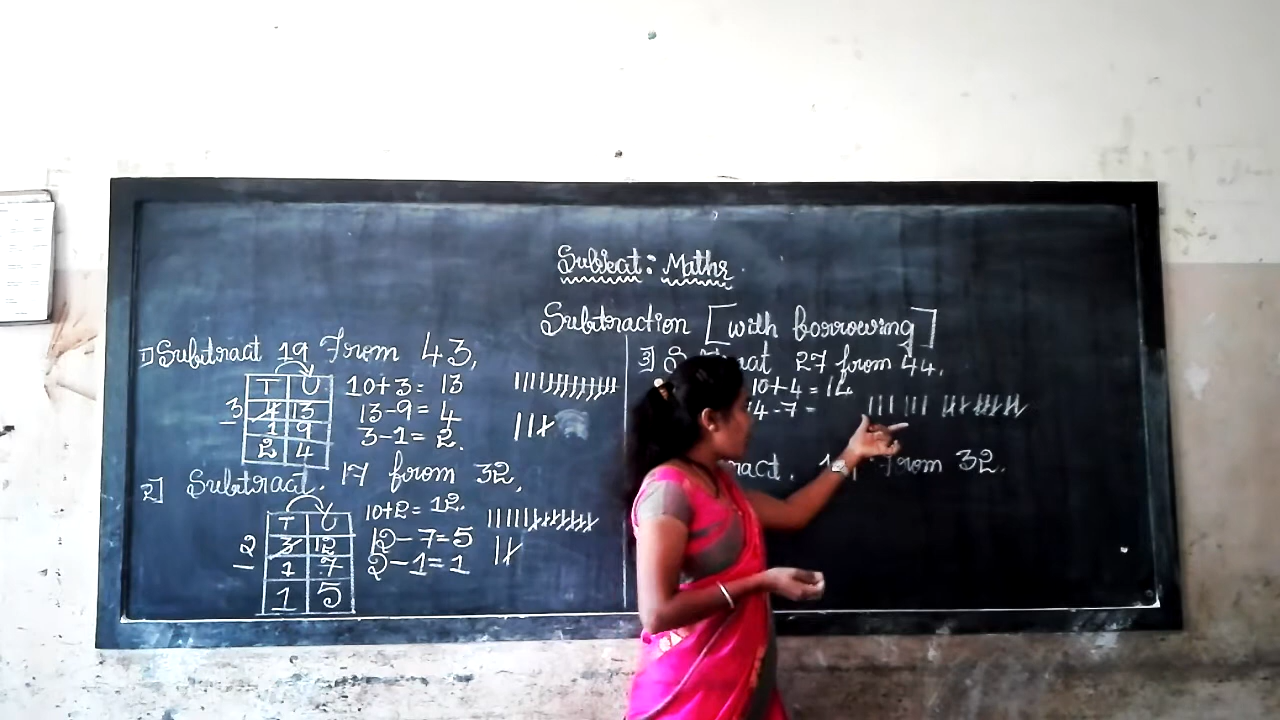 Subject: Maths
Subtraction [with borrowing]
1) Subtract 19 From 43,
T U
3 4 13
- 1 9
2 4
10+3= 13
13-9= 4
3-1= 2.
2] Subtract. 17 from 32,
T U
2 3 12
- 1 7
1 5
10+2= 12.
12-7=5
2-1=1
3] 27 from 44,
10+4=14
14-7=
From 32.